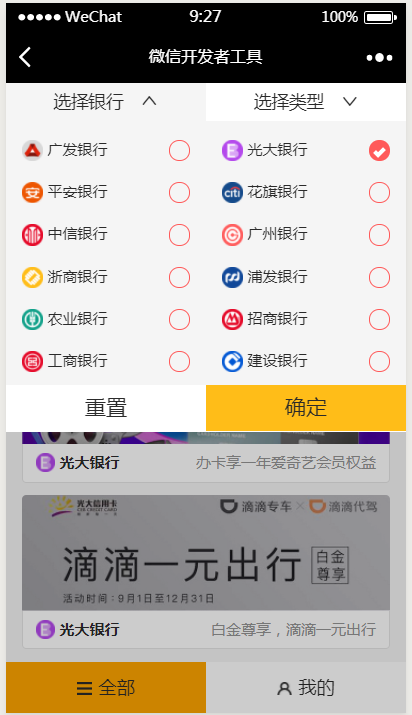 WeChat 9:27 100%
微信开发者工具
选择银行 选择类型
广发银行 光大银行
平安银行 citi 花旗银行
中信银行 广州银行
浙商银行 浦发银行
农业银行 招商银行
工商银行 建设银行
重置 确定
光大银行 办卡享一年爱奇艺会员权益
光大信用卡 滴滴专车 × 滴滴代驾
滴滴一元出行 白金
尊享
活动时间：9月1日至12月31日
光大银行 白金尊享，滴滴一元出行
全部 我的